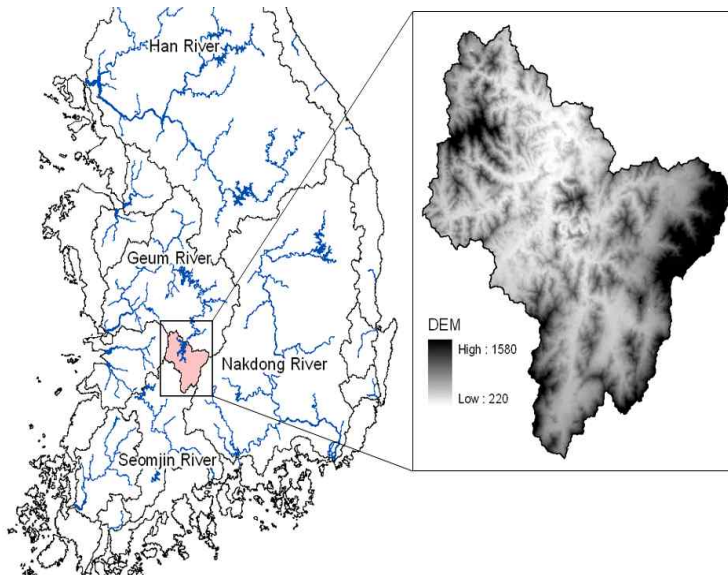 Han River
Geum River
Nakdong River
Seomjin River
DEM
High : 1580
Low : 220